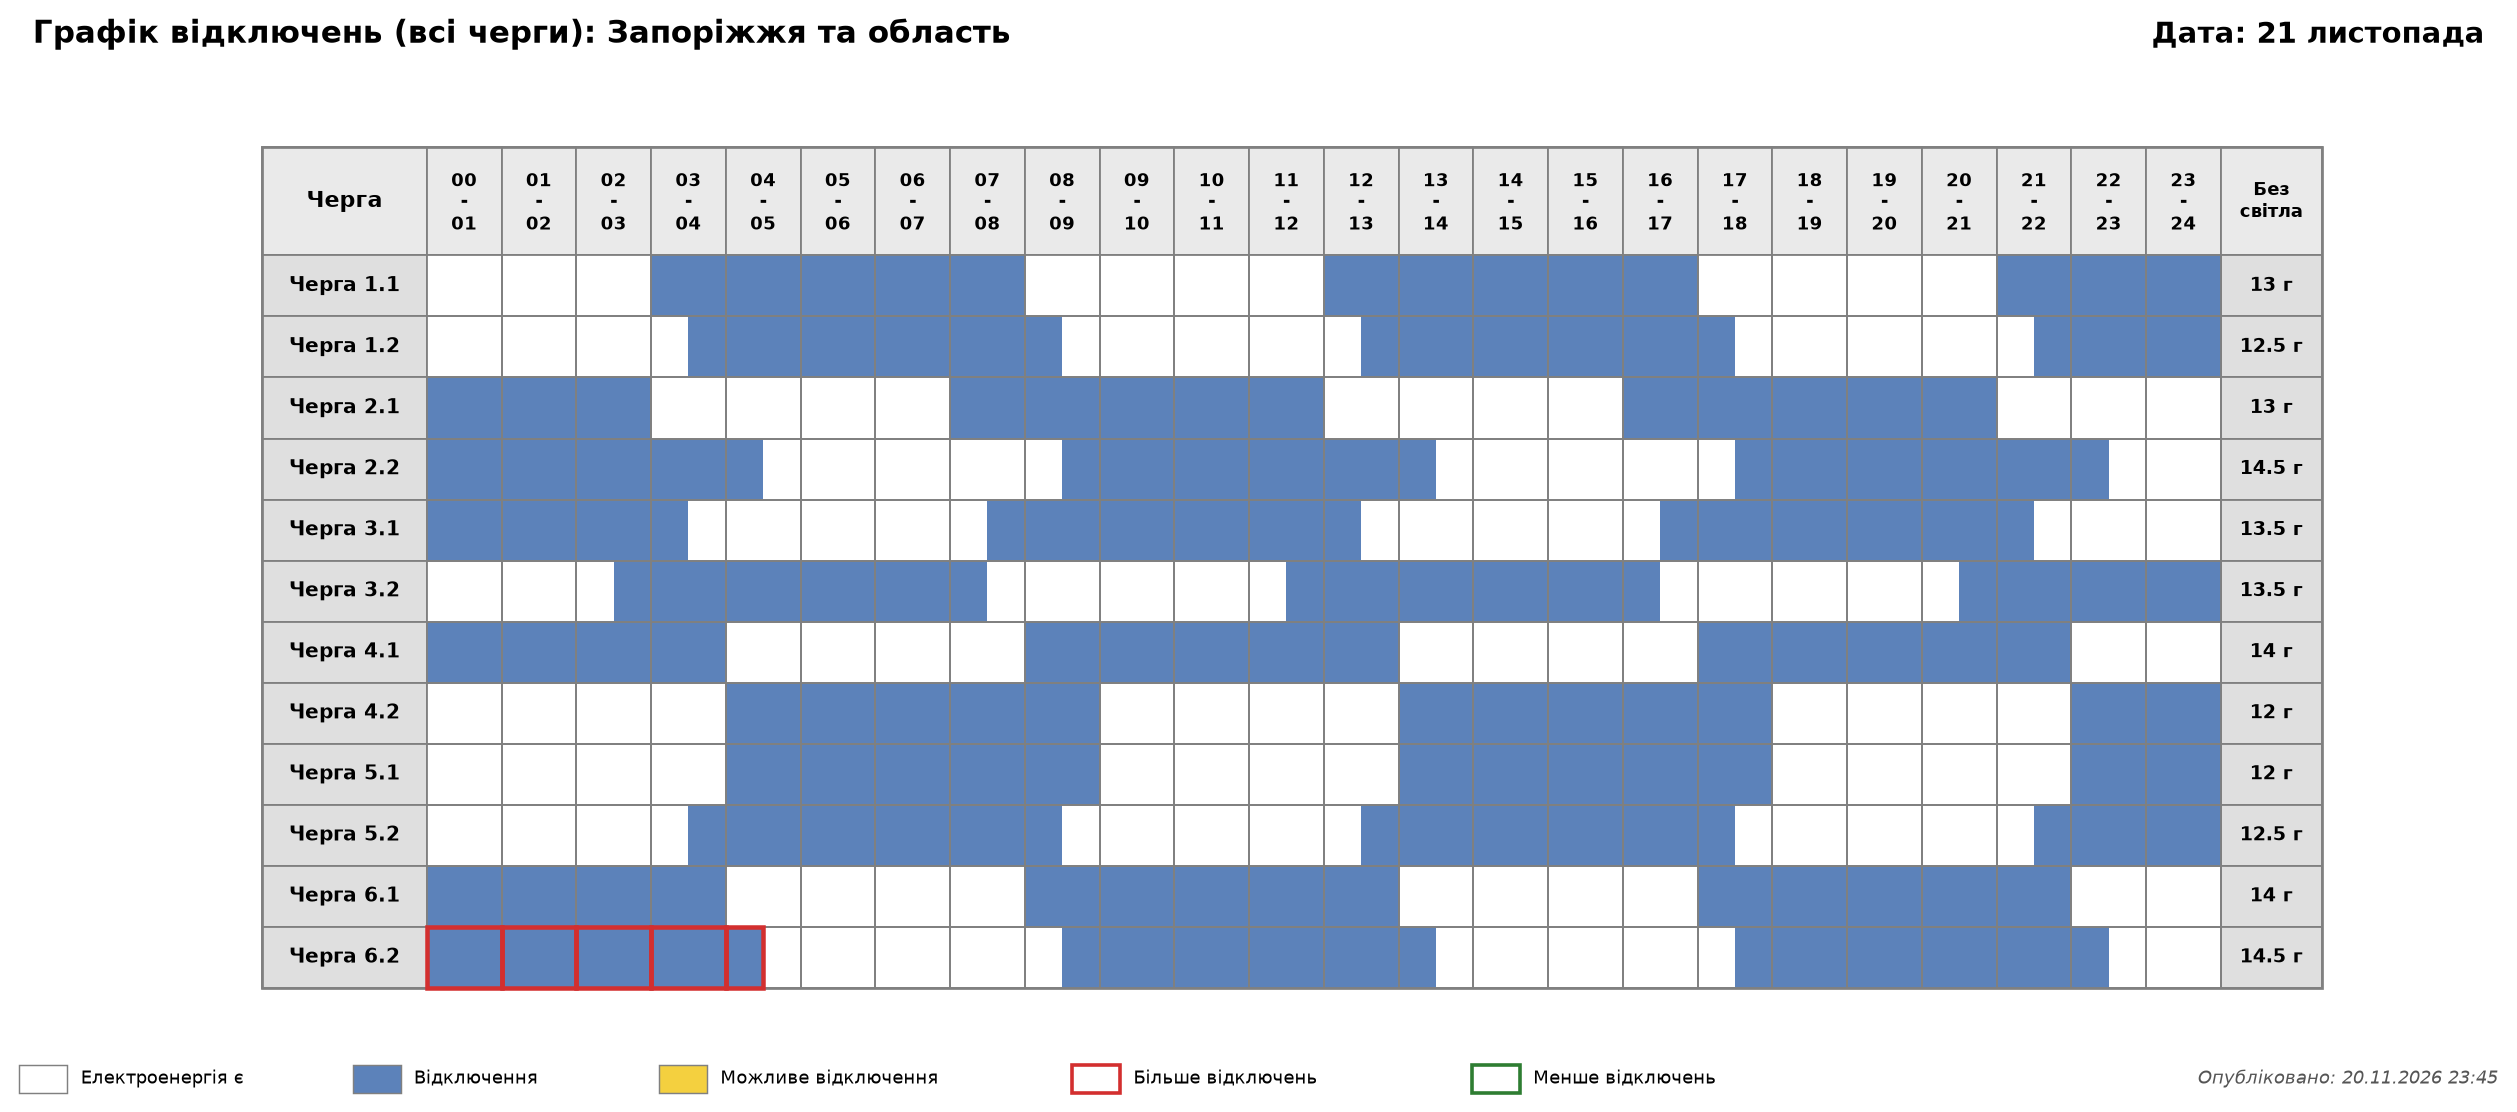 Графік відключень (всі черги): Запоріжжя та область
Дата: 21 листопада
Черга
00 - 01
01 - 02
02 - 03
03 - 04
04 - 05
05 - 06
06 - 07
07 - 08
08 - 09
09 - 10
10 - 11
11 - 12
12 - 13
13 - 14
14 - 15
15 - 16
16 - 17
17 - 18
18 - 19
19 - 20
20 - 21
21 - 22
22 - 23
23 - 24
Без світла
Черга 1.1 13 г
Черга 1.2 12.5 г
Черга 2.1 13 г
Черга 2.2 14.5 г
Черга 3.1 13.5 г
Черга 3.2 13.5 г
Черга 4.1 14 г
Черга 4.2 12 г
Черга 5.1 12 г
Черга 5.2 12.5 г
Черга 6.1 14 г
Черга 6.2 14.5 г
Електроенергія є
Відключення
Можливе відключення
Більше відключень
Менше відключень
Опубліковано: 20.11.2026 23:45